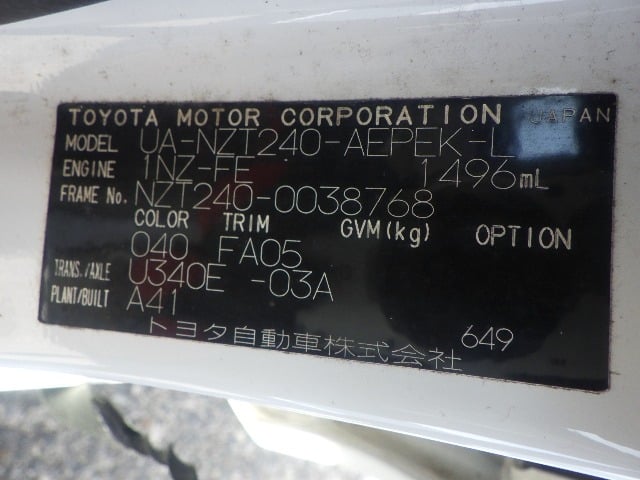 TOYOTA MOTOR CORPORATION JAPAN
MODEL UA-NZT240-AEPEK-L
ENGINE 1NZ-FE 1496mL
FRAME No. NZT240-0038768
COLOR TRIM GVM(kg) OPTION
040 FA05
TRANS./AXLE U340E -03A
PLANT/BUILT A41
トヨタ自動車株式会社 649